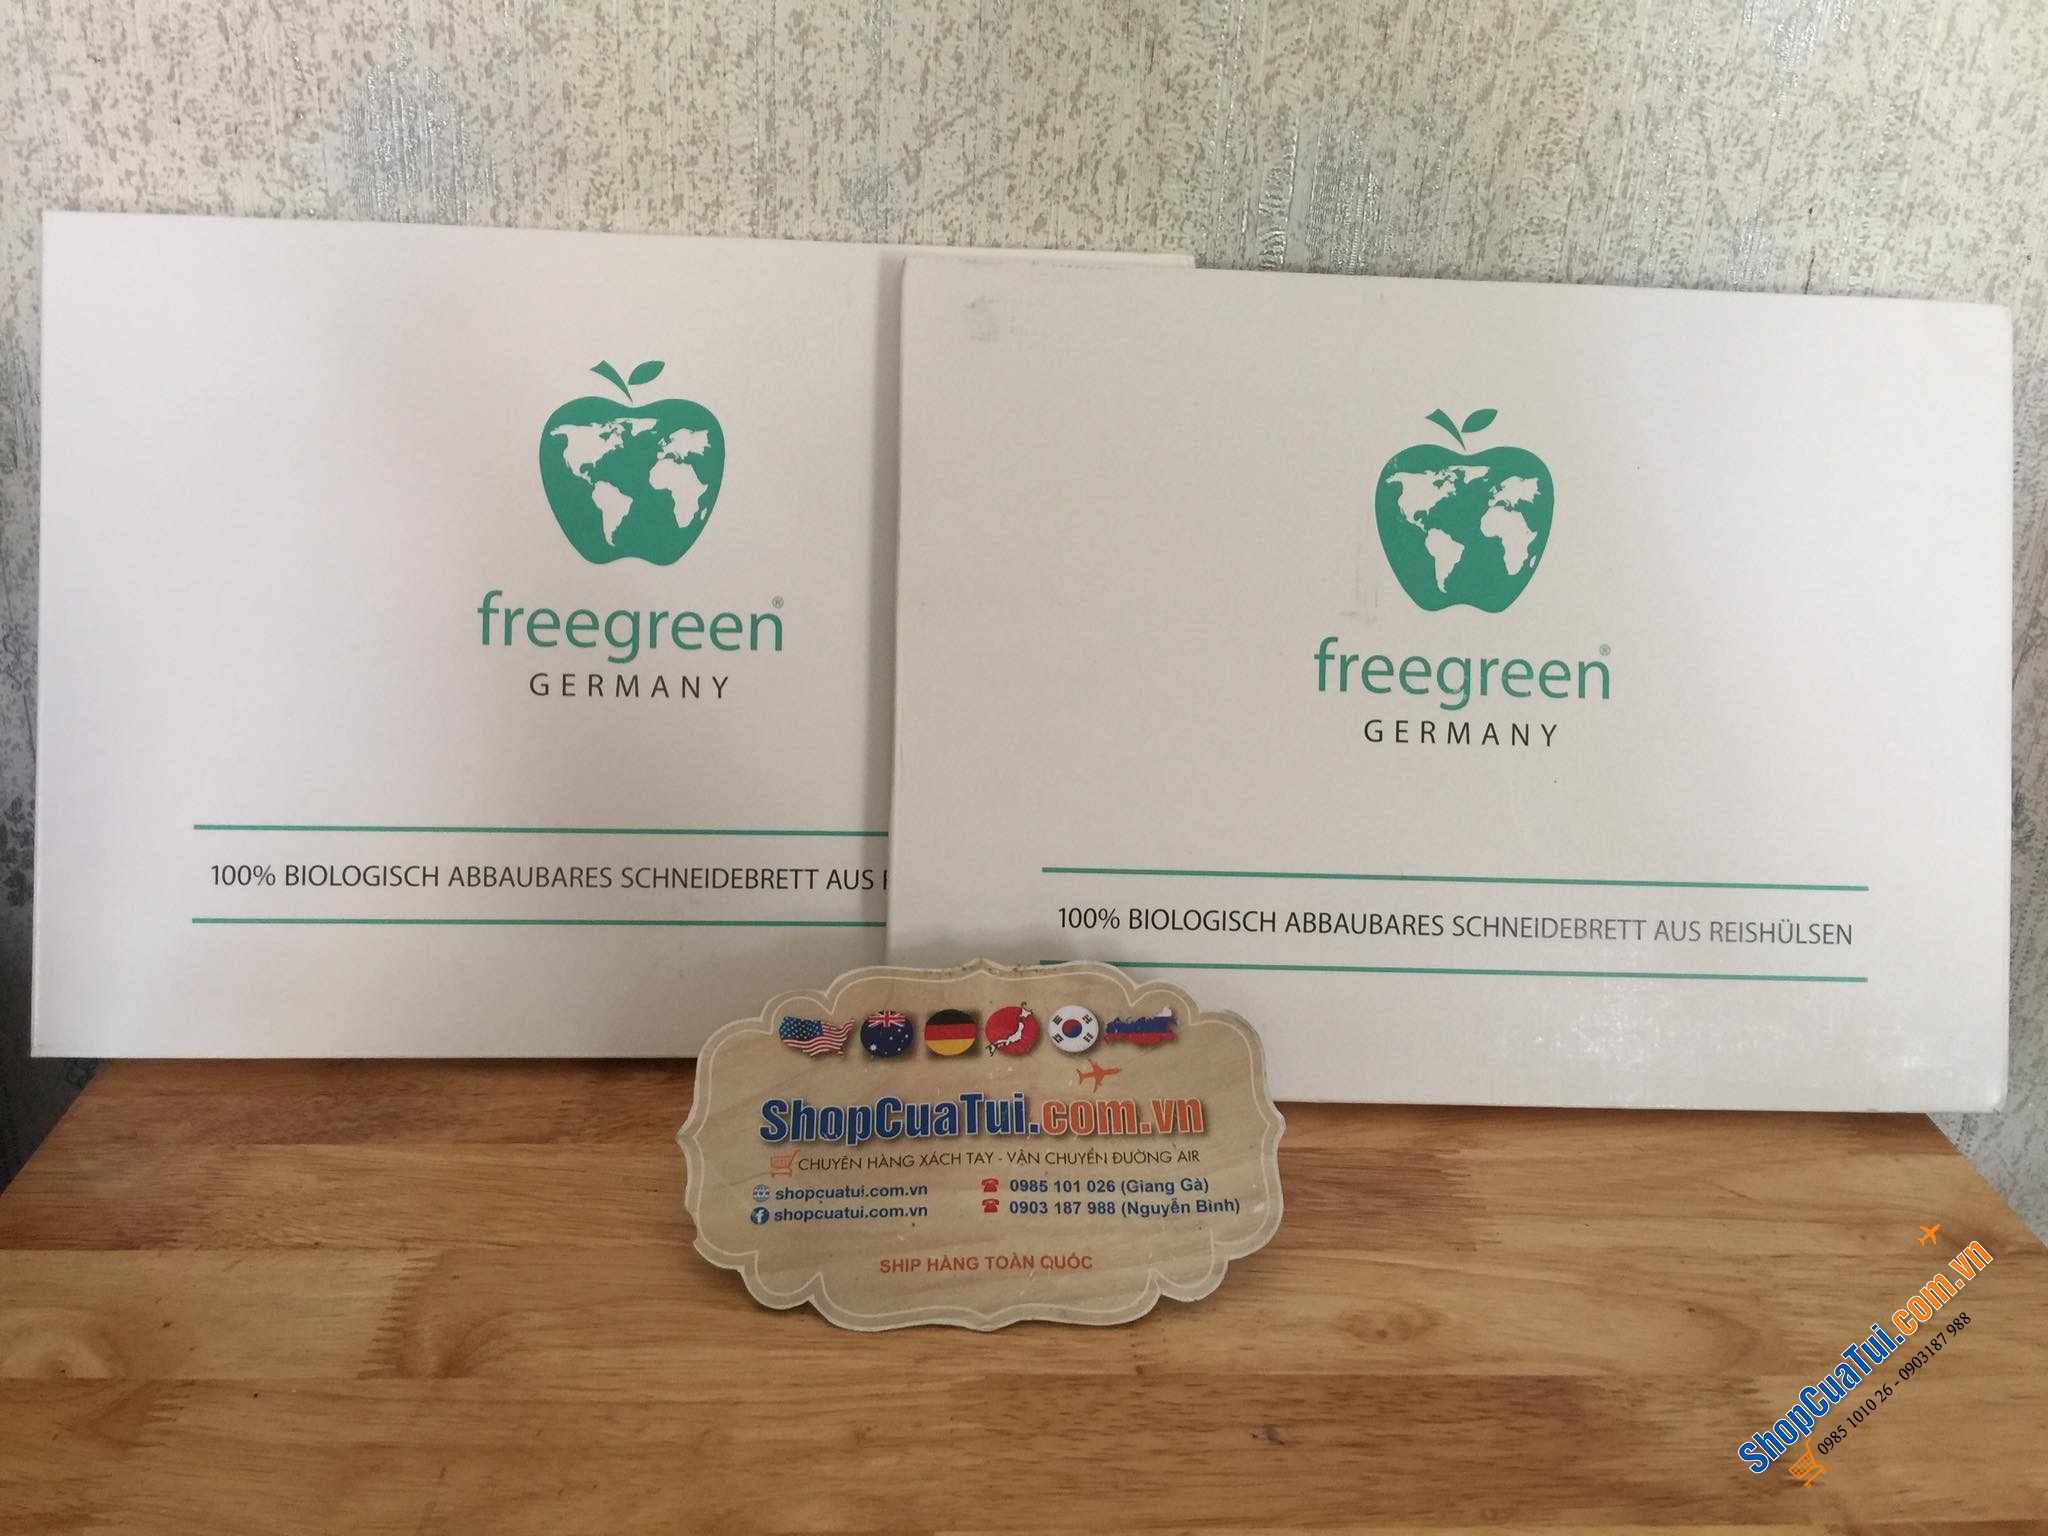 freegreen®
GERMANY
100% BIOLOGISCH ABBAUBARES SCHNEIDEBRETT AUS
freegreen®
GERMANY
100% BIOLOGISCH ABBAUBARES SCHNEIDEBRETT AUS REISHÜLSEN
ShopCuaTui.com.vn
CHUYÊN HÀNG XÁCH TAY - VẬN CHUYỂN ĐƯỜNG AIR
shopcuatui.com.vn
shopcuatui.com.vn
0985 101 026 (Giang Gà)
0903 187 988 (Nguyễn Bình)
SHIP HÀNG TOÀN QUỐC
ShopCuaTui.com.vn
0985 1010 26 - 0903187 988